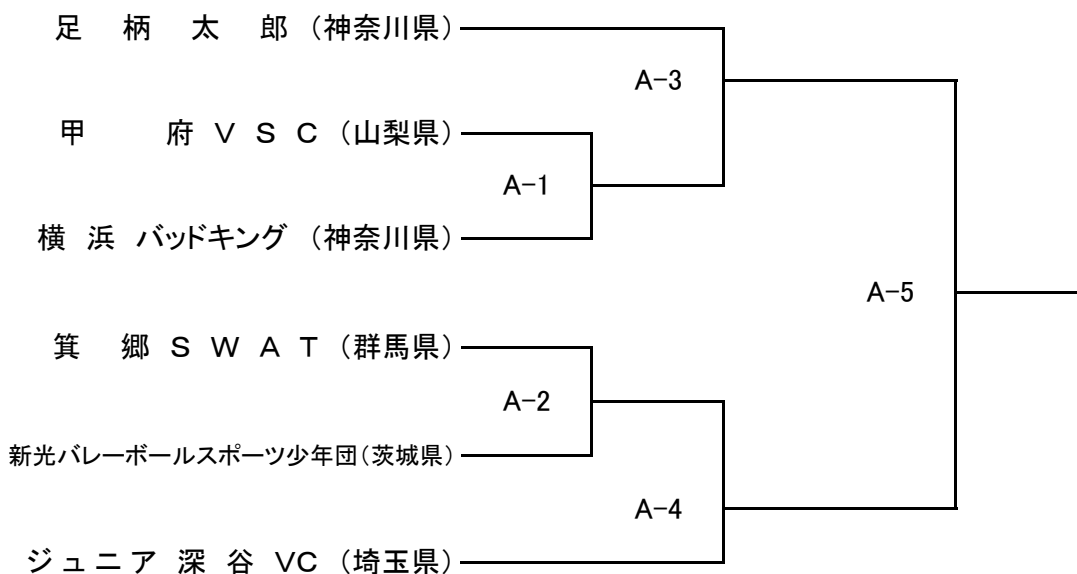 足柄太郎（神奈川県）
A-3
甲府ＶＳＣ（山梨県）
A-1
横浜バッドキング（神奈川県）
A-5
箕郷ＳＷＡＴ（群馬県）
A-2
新光バレーボールスポーツ少年団（茨城県）
A-4
ジュニア深谷VC（埼玉県）